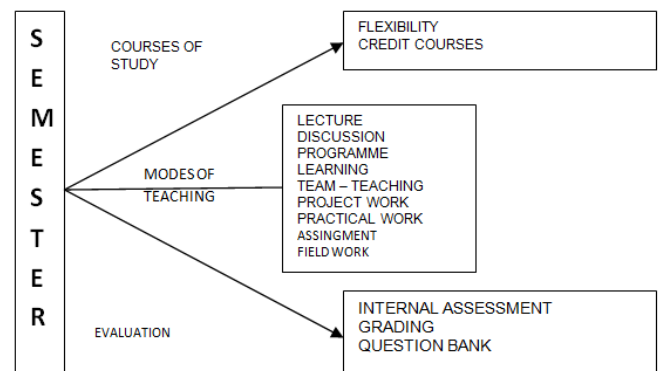 S
E
M
E
S
T
E
R
COURSES OF
STUDY
FLEXIBILITY
CREDIT COURSES
MODES OF
TEACHING
LECTURE
DISCUSSION
PROGRAMME
LEARNING
TEAM – TEACHING
PROJECT WORK
PRACTICAL WORK
ASSINGMENT
FIELD WORK
EVALUATION
INTERNAL ASSESSMENT
GRADING
QUESTION BANK